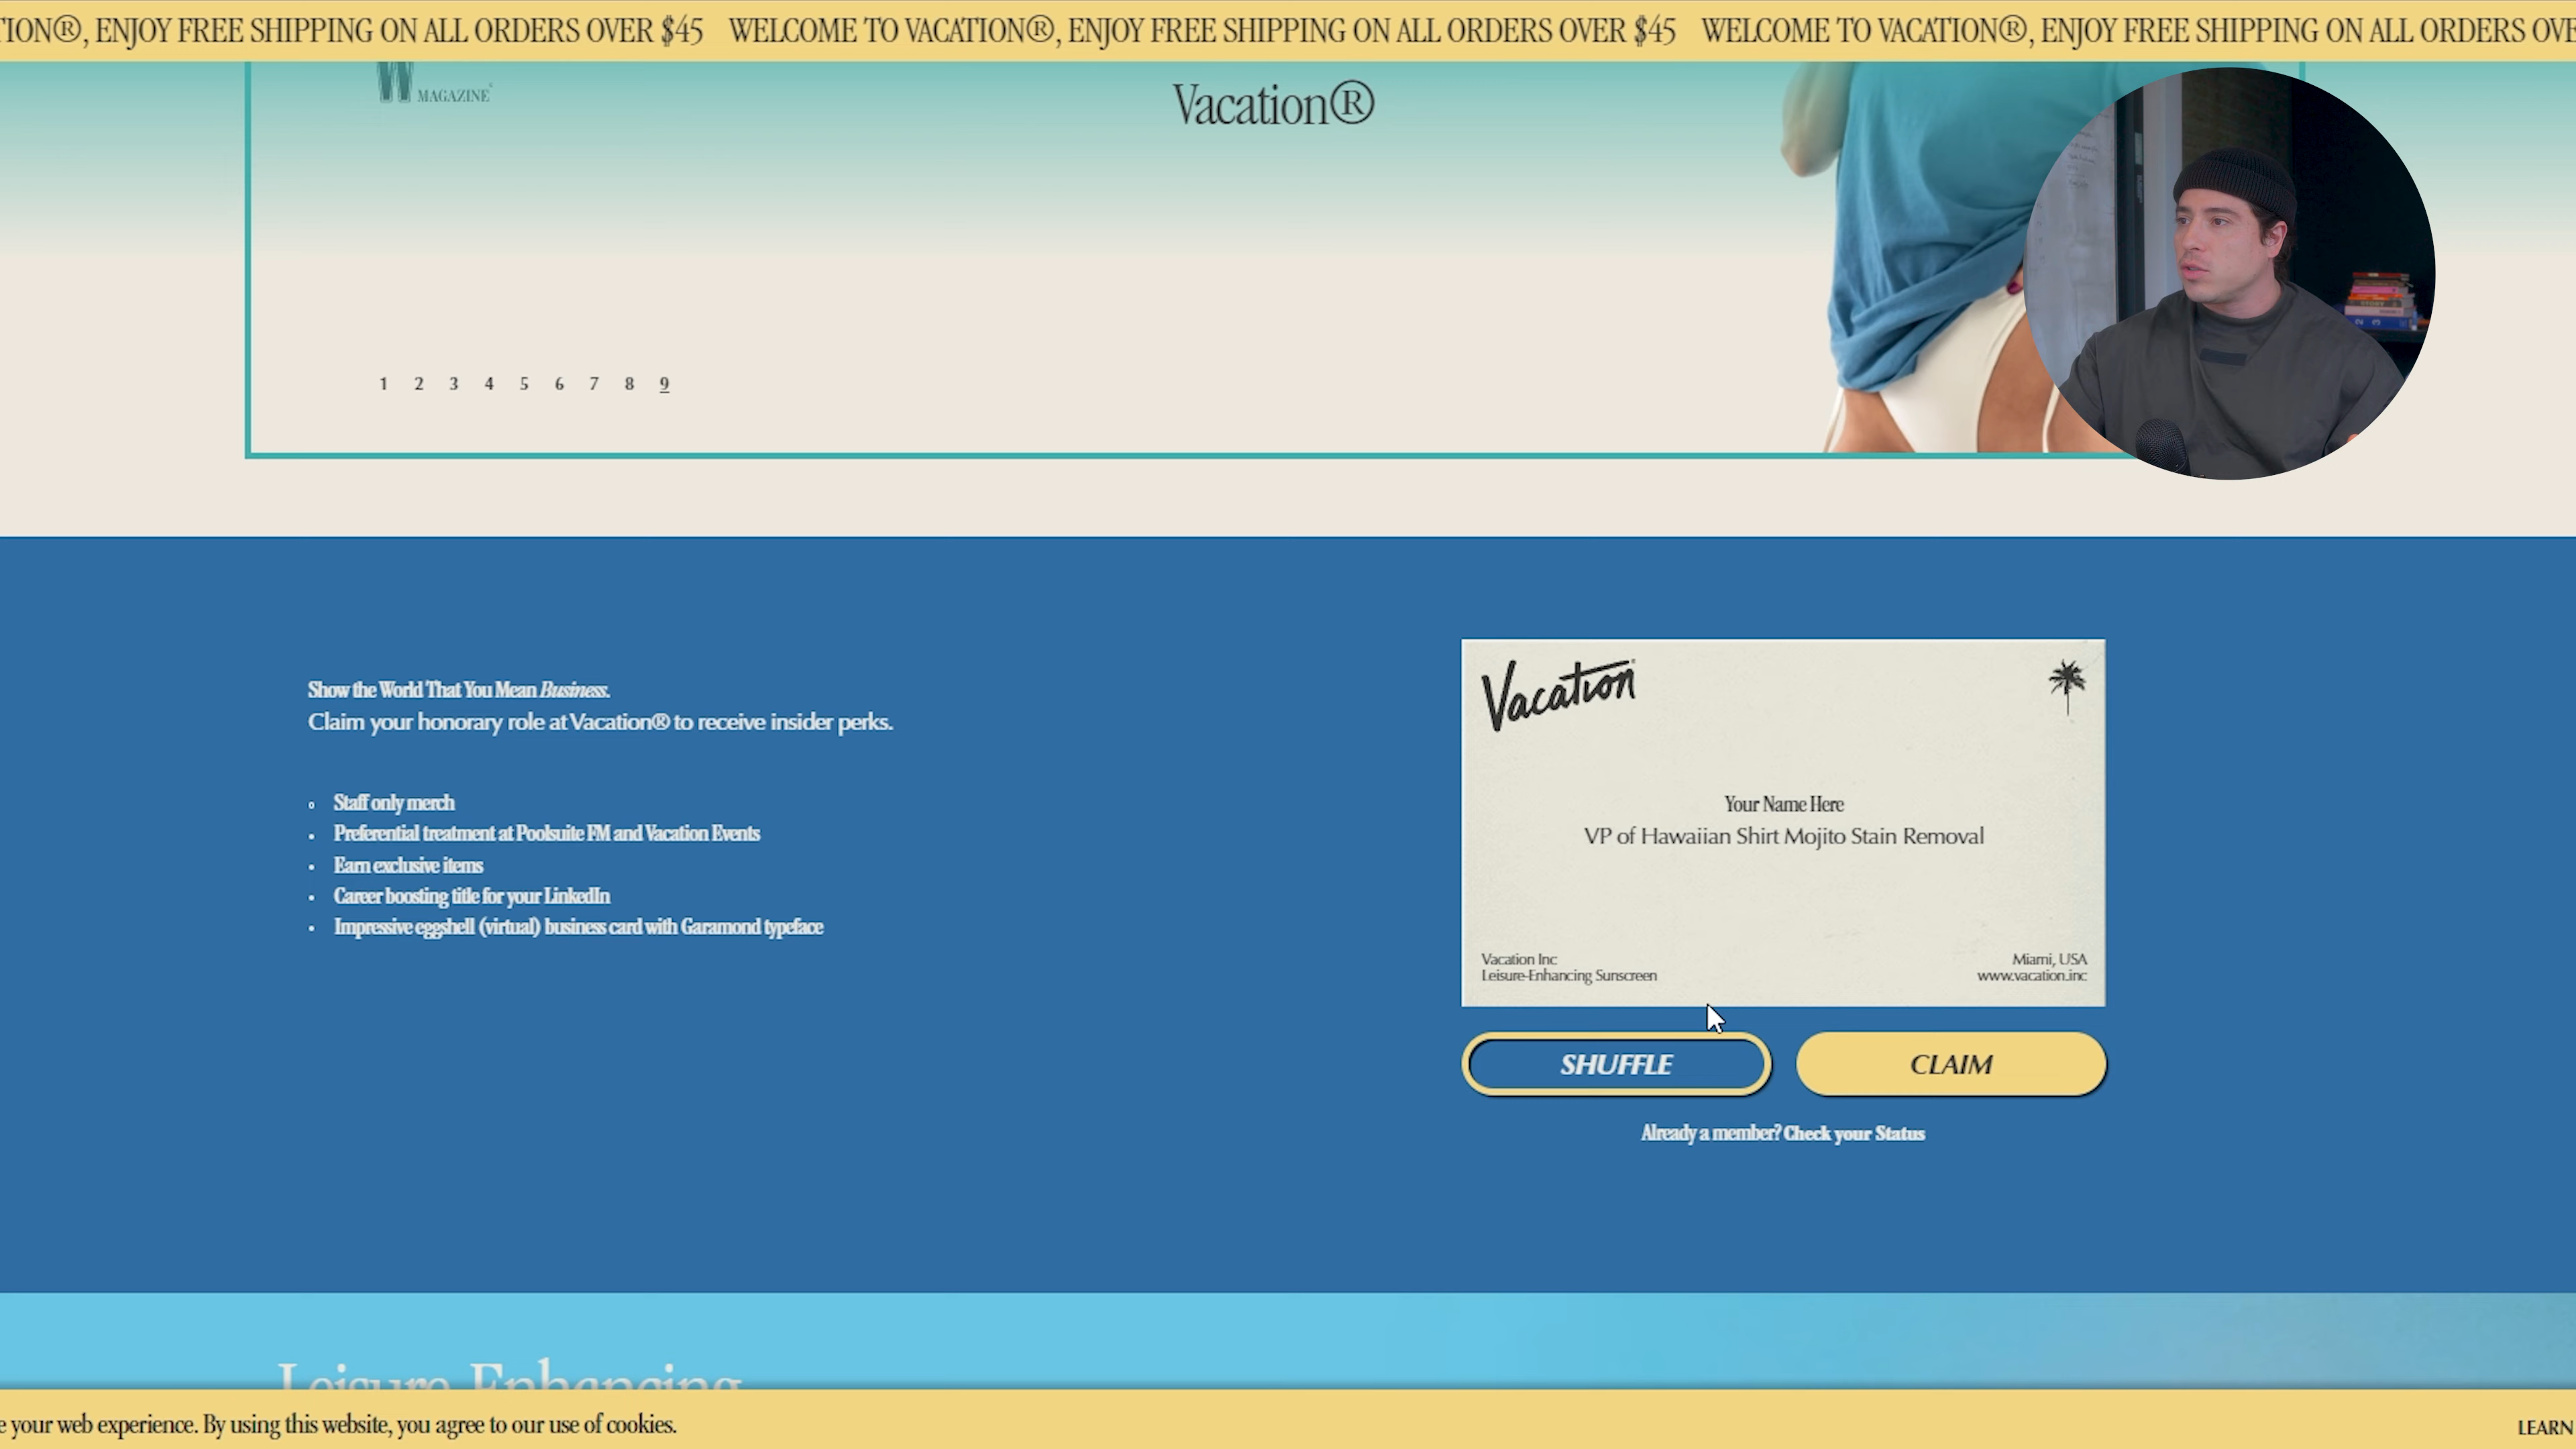 ION®, ENJOY FREE SHIPPING ON ALL ORDERS OVER $45 WELCOME TO VACATION®, ENJOY FREE SHIPPING ON ALL ORDERS OVER $45 WELCOME TO VACATION®, ENJOY FREE SHIPPING ON ALL ORDERS OVE
W MAGAZINE
Vacation®
1 2 3 4 5 6 7 8 9
Show the World That You Mean Business.
Claim your honorary role at Vacation® to receive insider perks.
Staff only merch
Preferential treatment at Poolsuite FM and Vacation Events
Earn exclusive items
Career boosting title for your LinkedIn
Impressive eggshell (virtual) business card with Garamond typeface
Vacation
Your Name Here
VP of Hawaiian Shirt Mojito Stain Removal
Vacation Inc
Leisure-Enhancing Sunscreen
Miami, USA
www.vacation.inc
SHUFFLE
CLAIM
Already a member? Check your Status
Leisure Enhancing
e your web experience. By using this website, you agree to our use of cookies.
LEARN